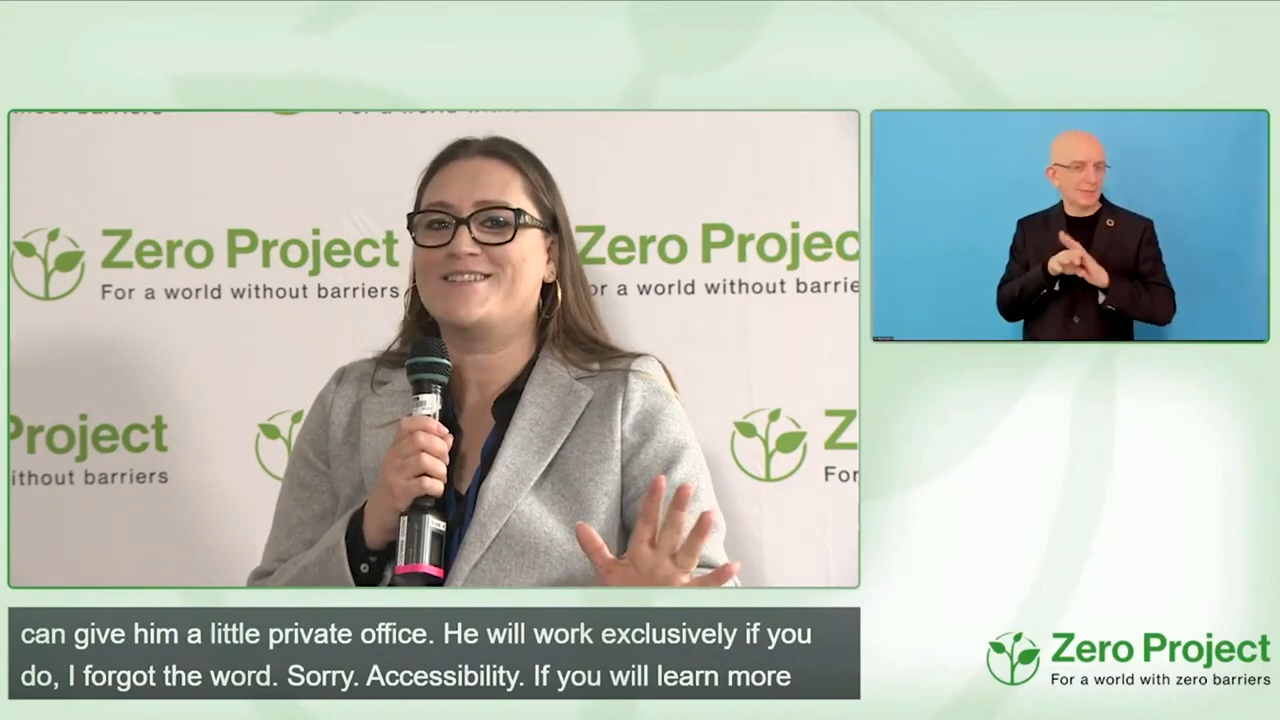 Zero Project
For a world without barriers
Zero Projec
or a world without barrie
Project
ithout barriers
Z
For
can give him a little private office. He will work exclusively if you
do, I forgot the word. Sorry. Accessibility. If you will learn more
Zero Project
For a world with zero barriers